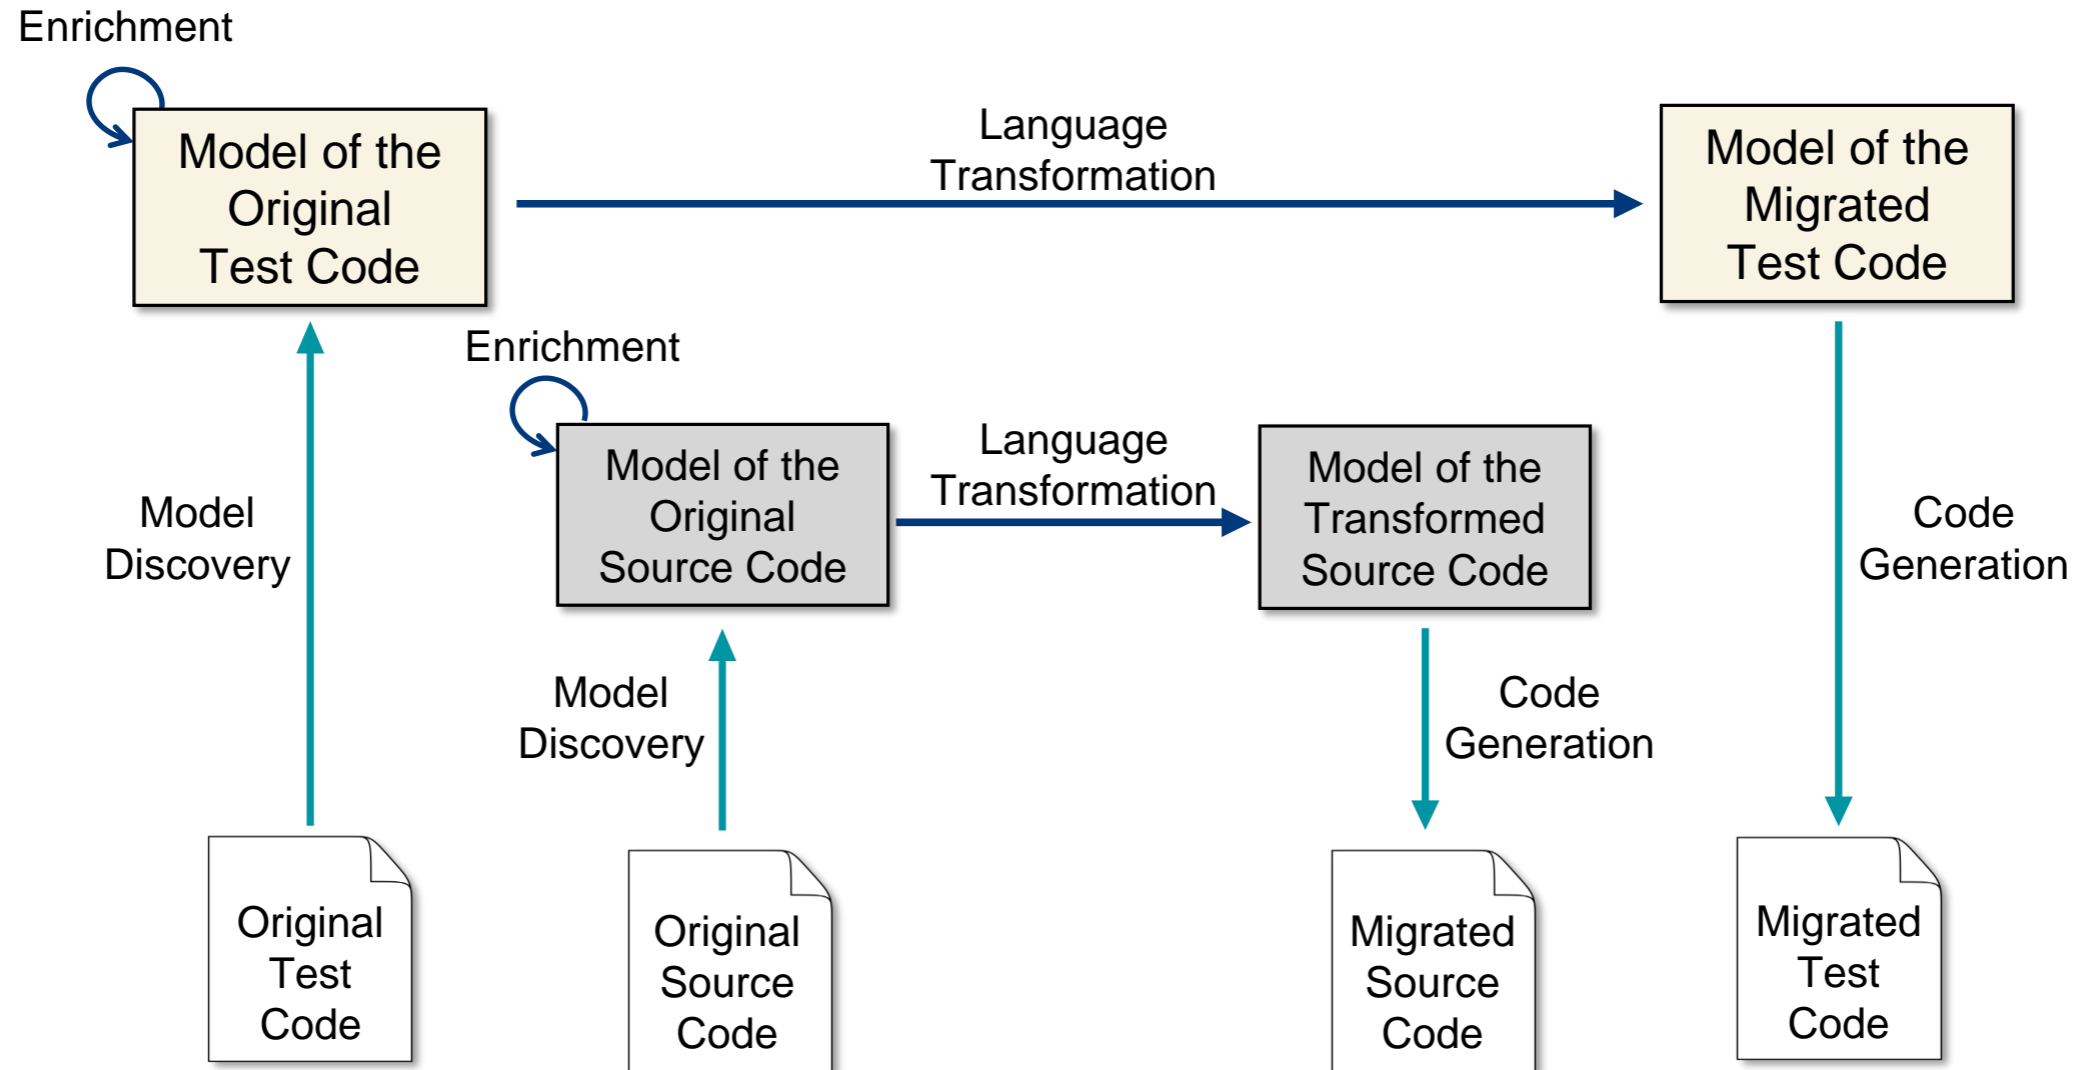 Enrichment
Model of the
Original
Test Code
Language
Transformation
Model of the
Migrated
Test Code
Enrichment
Model of the
Original
Source Code
Language
Transformation
Model of the
Transformed
Source Code
Model
Discovery
Code
Generation
Model
Discovery
Code
Generation
Original
Test
Code
Original
Source
Code
Migrated
Source
Code
Migrated
Test
Code